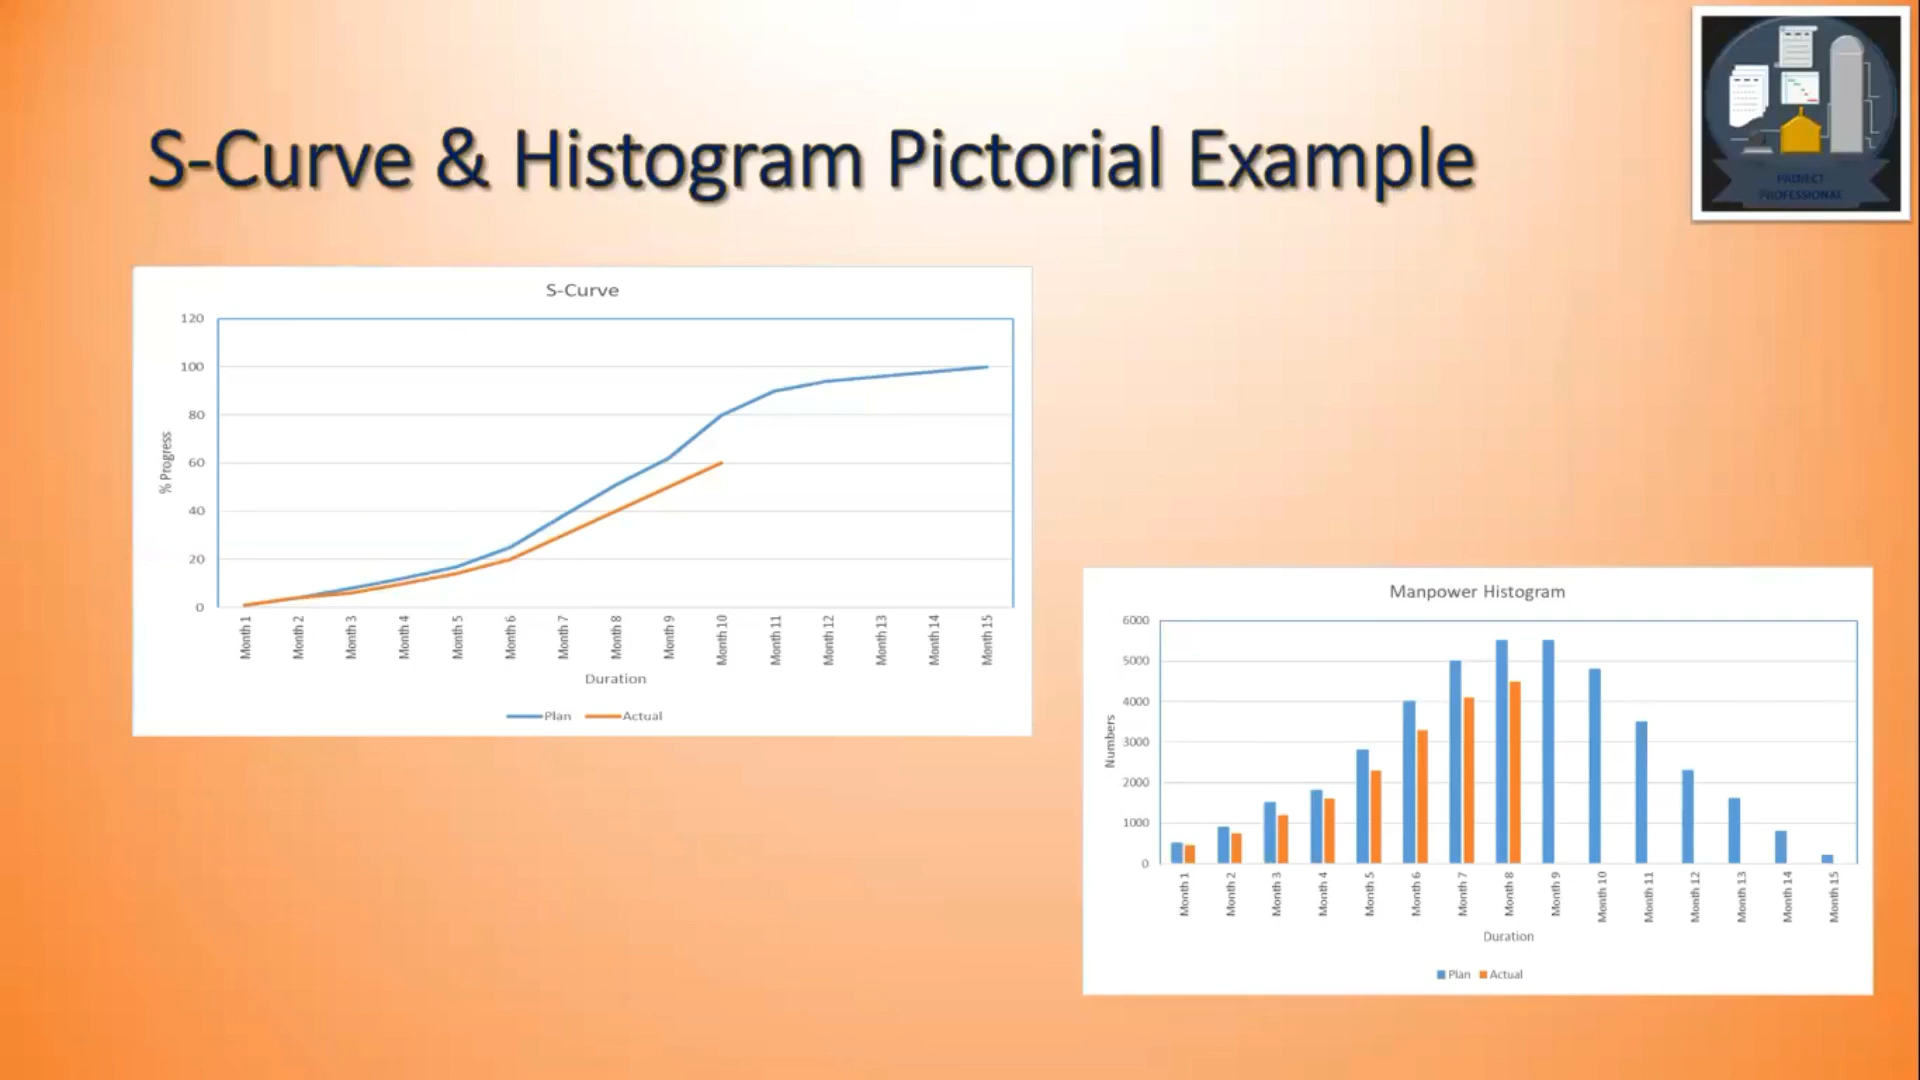 S-Curve & Histogram Pictorial Example
PROJECT
PROFESSIONAL
S-Curve
120
100
80
60
40
20
0
% Progress
Month 1
Month 2
Month 3
Month 4
Month 5
Month 6
Month 7
Month 8
Month 9
Month 10
Month 11
Month 12
Month 13
Month 14
Month 15
Duration
Plan
Actual
Manpower Histogram
6000
5000
4000
3000
2000
1000
0
Numbers
Month 1
Month 2
Month 3
Month 4
Month 5
Month 6
Month 7
Month 8
Month 9
Month 10
Month 11
Month 12
Month 13
Month 14
Month 15
Duration
Plan
Actual